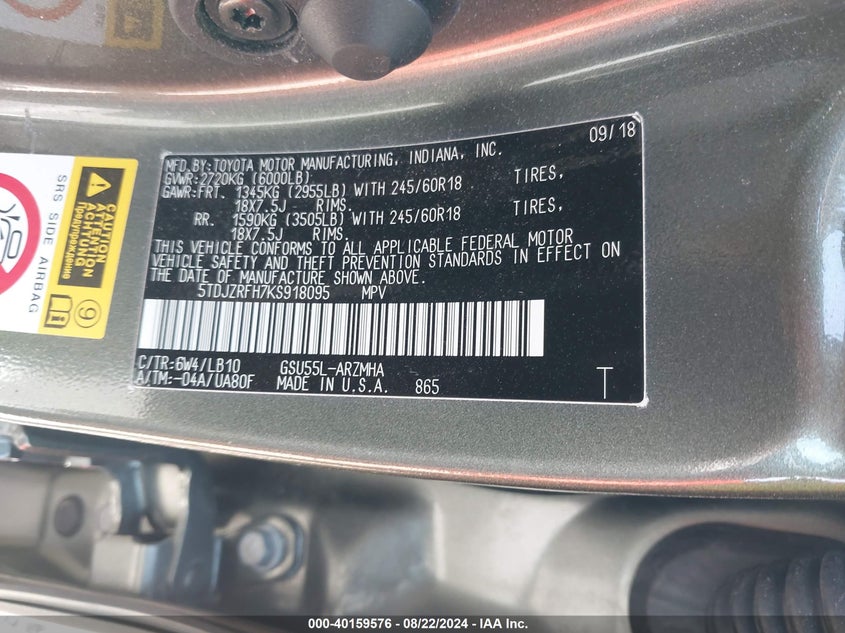 09/18
MFD.BY:TOYOTA MOTOR MANUFACTURING, INDIANA, INC.
GVWR:2720KG (6000LB)
GAWR:FRT. 1345KG (2955LB) WITH 245/60R18 TIRES,
18X7.5J RIMS.
RR. 1590KG (3505LB) WITH 245/60R18 TIRES,
18X7.5J RIMS.
THIS VEHICLE CONFORMS TO ALL APPLICABLE FEDERAL MOTOR
VEHICLE SAFETY AND THEFT PREVENTION STANDARDS IN EFFECT ON
THE DATE OF MANUFACTURE SHOWN ABOVE.
5TDJZRFH7KS918095 MPV
C/TR:6W4/LB10 GSU55L-ARZMHA
A/TM:-04A/UA80F MADE IN U.S.A. 865 T
SRS SIDE AIRBAG
CAUTION
ATTENTION
ACHTUNG
Предупреждение
9
000-40159576 - 08/22/2024 - IAA Inc.